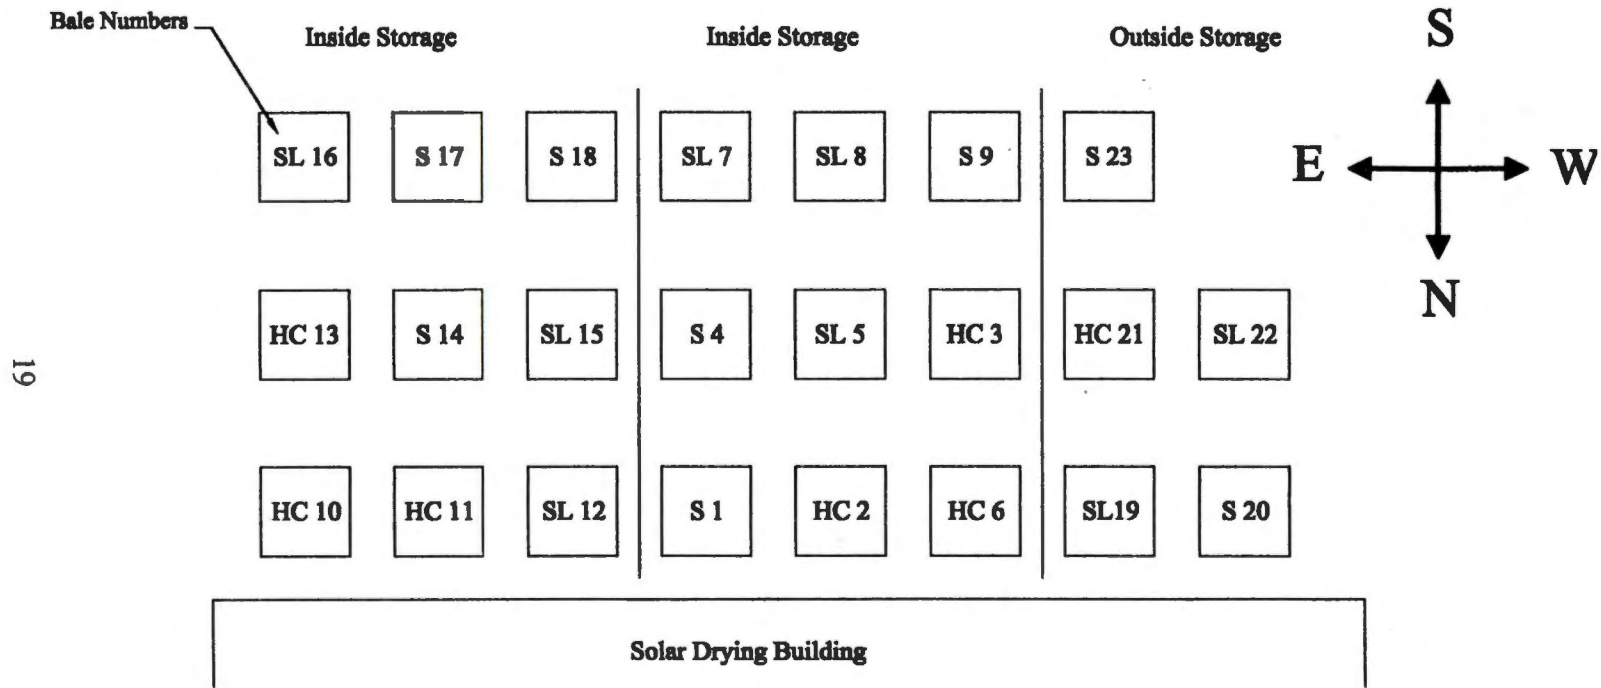 Bale Numbers
Inside Storage
Inside Storage
Outside Storage
S
E
W
N
SL 16
S 17
S 18
SL 7
SL 8
S 9
S 23
HC 13
S 14
SL 15
S 4
SL 5
HC 3
HC 21
SL 22
HC 10
HC 11
SL 12
S 1
HC 2
HC 6
SL19
S 20
Solar Drying Building
19